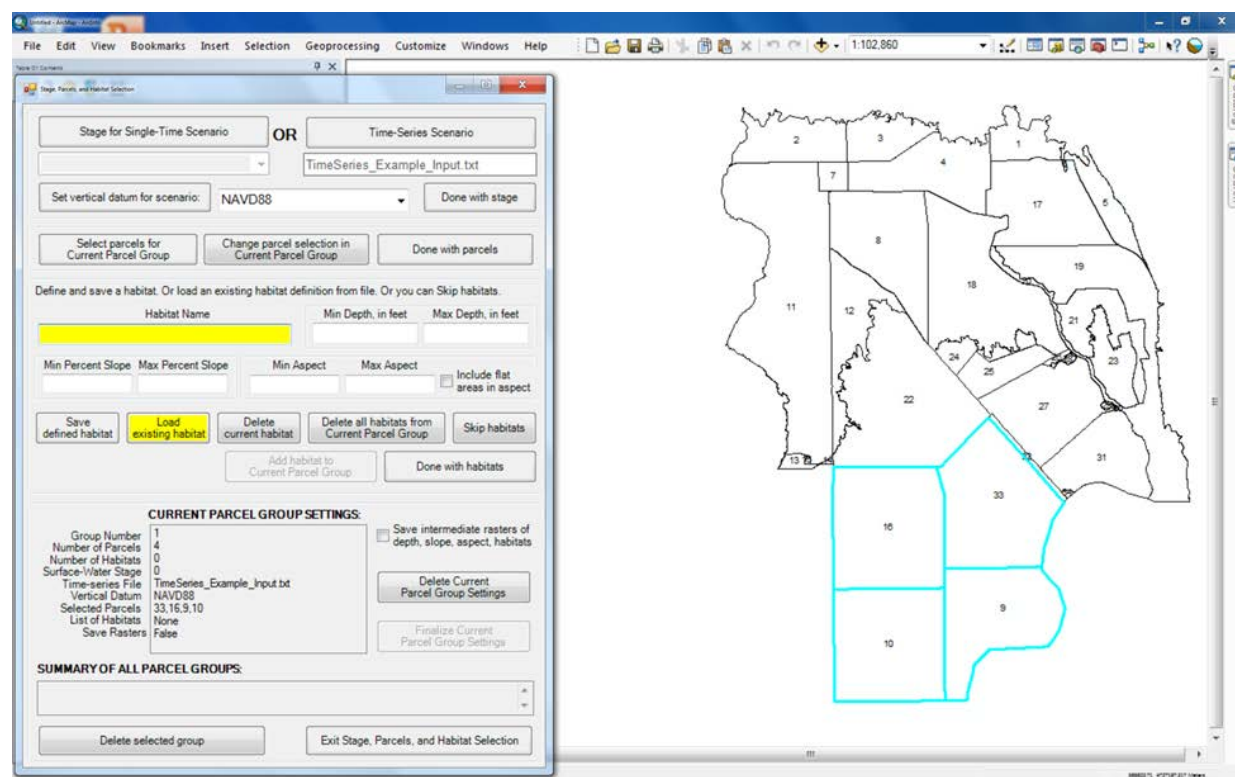 Untitled - ArcMap - ArcInfo
File Edit View Bookmarks Insert Selection Geoprocessing Customize Windows Help
1:102,860
Table Of Contents
Stage, Parcels, and Habitat Selection
Stage for Single-Time Scenario OR Time-Series Scenario
TimeSeries_Example_Input.txt
Set vertical datum for scenario: NAVD88 Done with stage
Select parcels for Current Parcel Group
Change parcel selection in Current Parcel Group
Done with parcels
Define and save a habitat. Or load an existing habitat definition from file. Or you can Skip habitats.
Habitat Name Min Depth, in feet Max Depth, in feet
Min Percent Slope Max Percent Slope Min Aspect Max Aspect
Include flat areas in aspect
Save defined habitat
Load existing habitat
Delete current habitat
Delete all habitats from Current Parcel Group
Skip habitats
Add habitat to Current Parcel Group
Done with habitats
CURRENT PARCEL GROUP SETTINGS:
Group Number 1
Number of Parcels 4
Number of Habitats 0
Surface-Water Stage 0
Time-series File TimeSeries_Example_Input.txt
Vertical Datum NAVD88
Selected Parcels 33,16,9,10
List of Habitats None
Save Rasters False
Save intermediate rasters of depth, slope, aspect, habitats
Delete Current Parcel Group Settings
Finalize Current Parcel Group Settings
SUMMARY OF ALL PARCEL GROUPS:
Delete selected group
Exit Stage, Parcels, and Habitat Selection
2
3
1
4
7
5
17
8
19
18
11
12
21
23
24
25
22
27
13
31
33
16
9
10